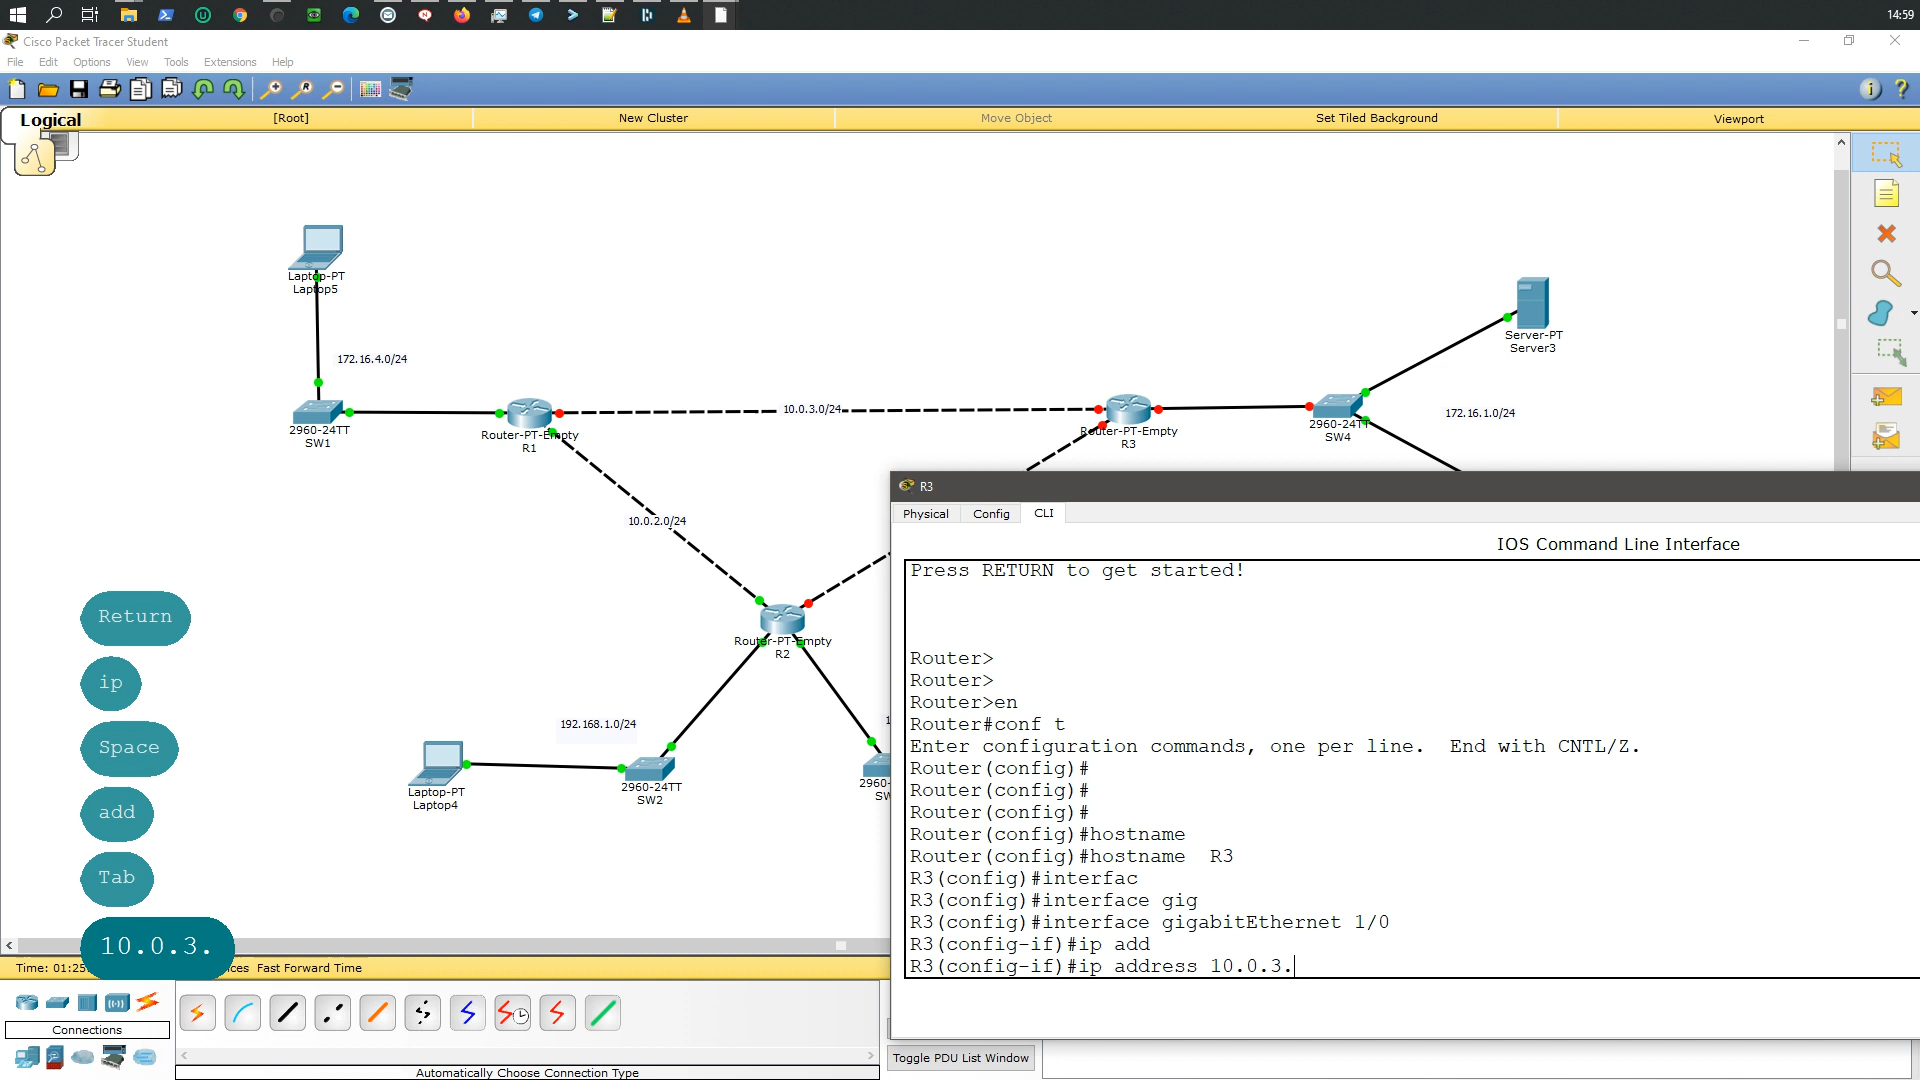 14:59
Cisco Packet Tracer Student
File Edit Options View Tools Extensions Help
Logical
[Root]
New Cluster
Move Object
Set Tiled Background
Viewport
Laptop-PT
Laptop5
172.16.4.0/24
2960-24TT
SW1
Router-PT-Empty
R1
10.0.3.0/24
Router-PT-Empty
R3
2960-24TT
SW4
Server-PT
Server3
172.16.1.0/24
10.0.2.0/24
Router-PT-Empty
R2
192.168.1.0/24
Laptop-PT
Laptop4
2960-24TT
SW2
2960-
SW
Return
ip
Space
add
Tab
10.0.3.
R3
Physical Config CLI
IOS Command Line Interface
Press RETURN to get started!
Router>
Router>
Router>en
Router#conf t
Enter configuration commands, one per line.  End with CNTL/Z.
Router(config)#
Router(config)#
Router(config)#
Router(config)#hostname
Router(config)#hostname  R3
R3(config)#interfac
R3(config)#interface gig
R3(config)#interface gigabitEthernet 1/0
R3(config-if)#ip add
R3(config-if)#ip address 10.0.3.
Time: 01:25
ces Fast Forward Time
Connections
Automatically Choose Connection Type
Toggle PDU List Window